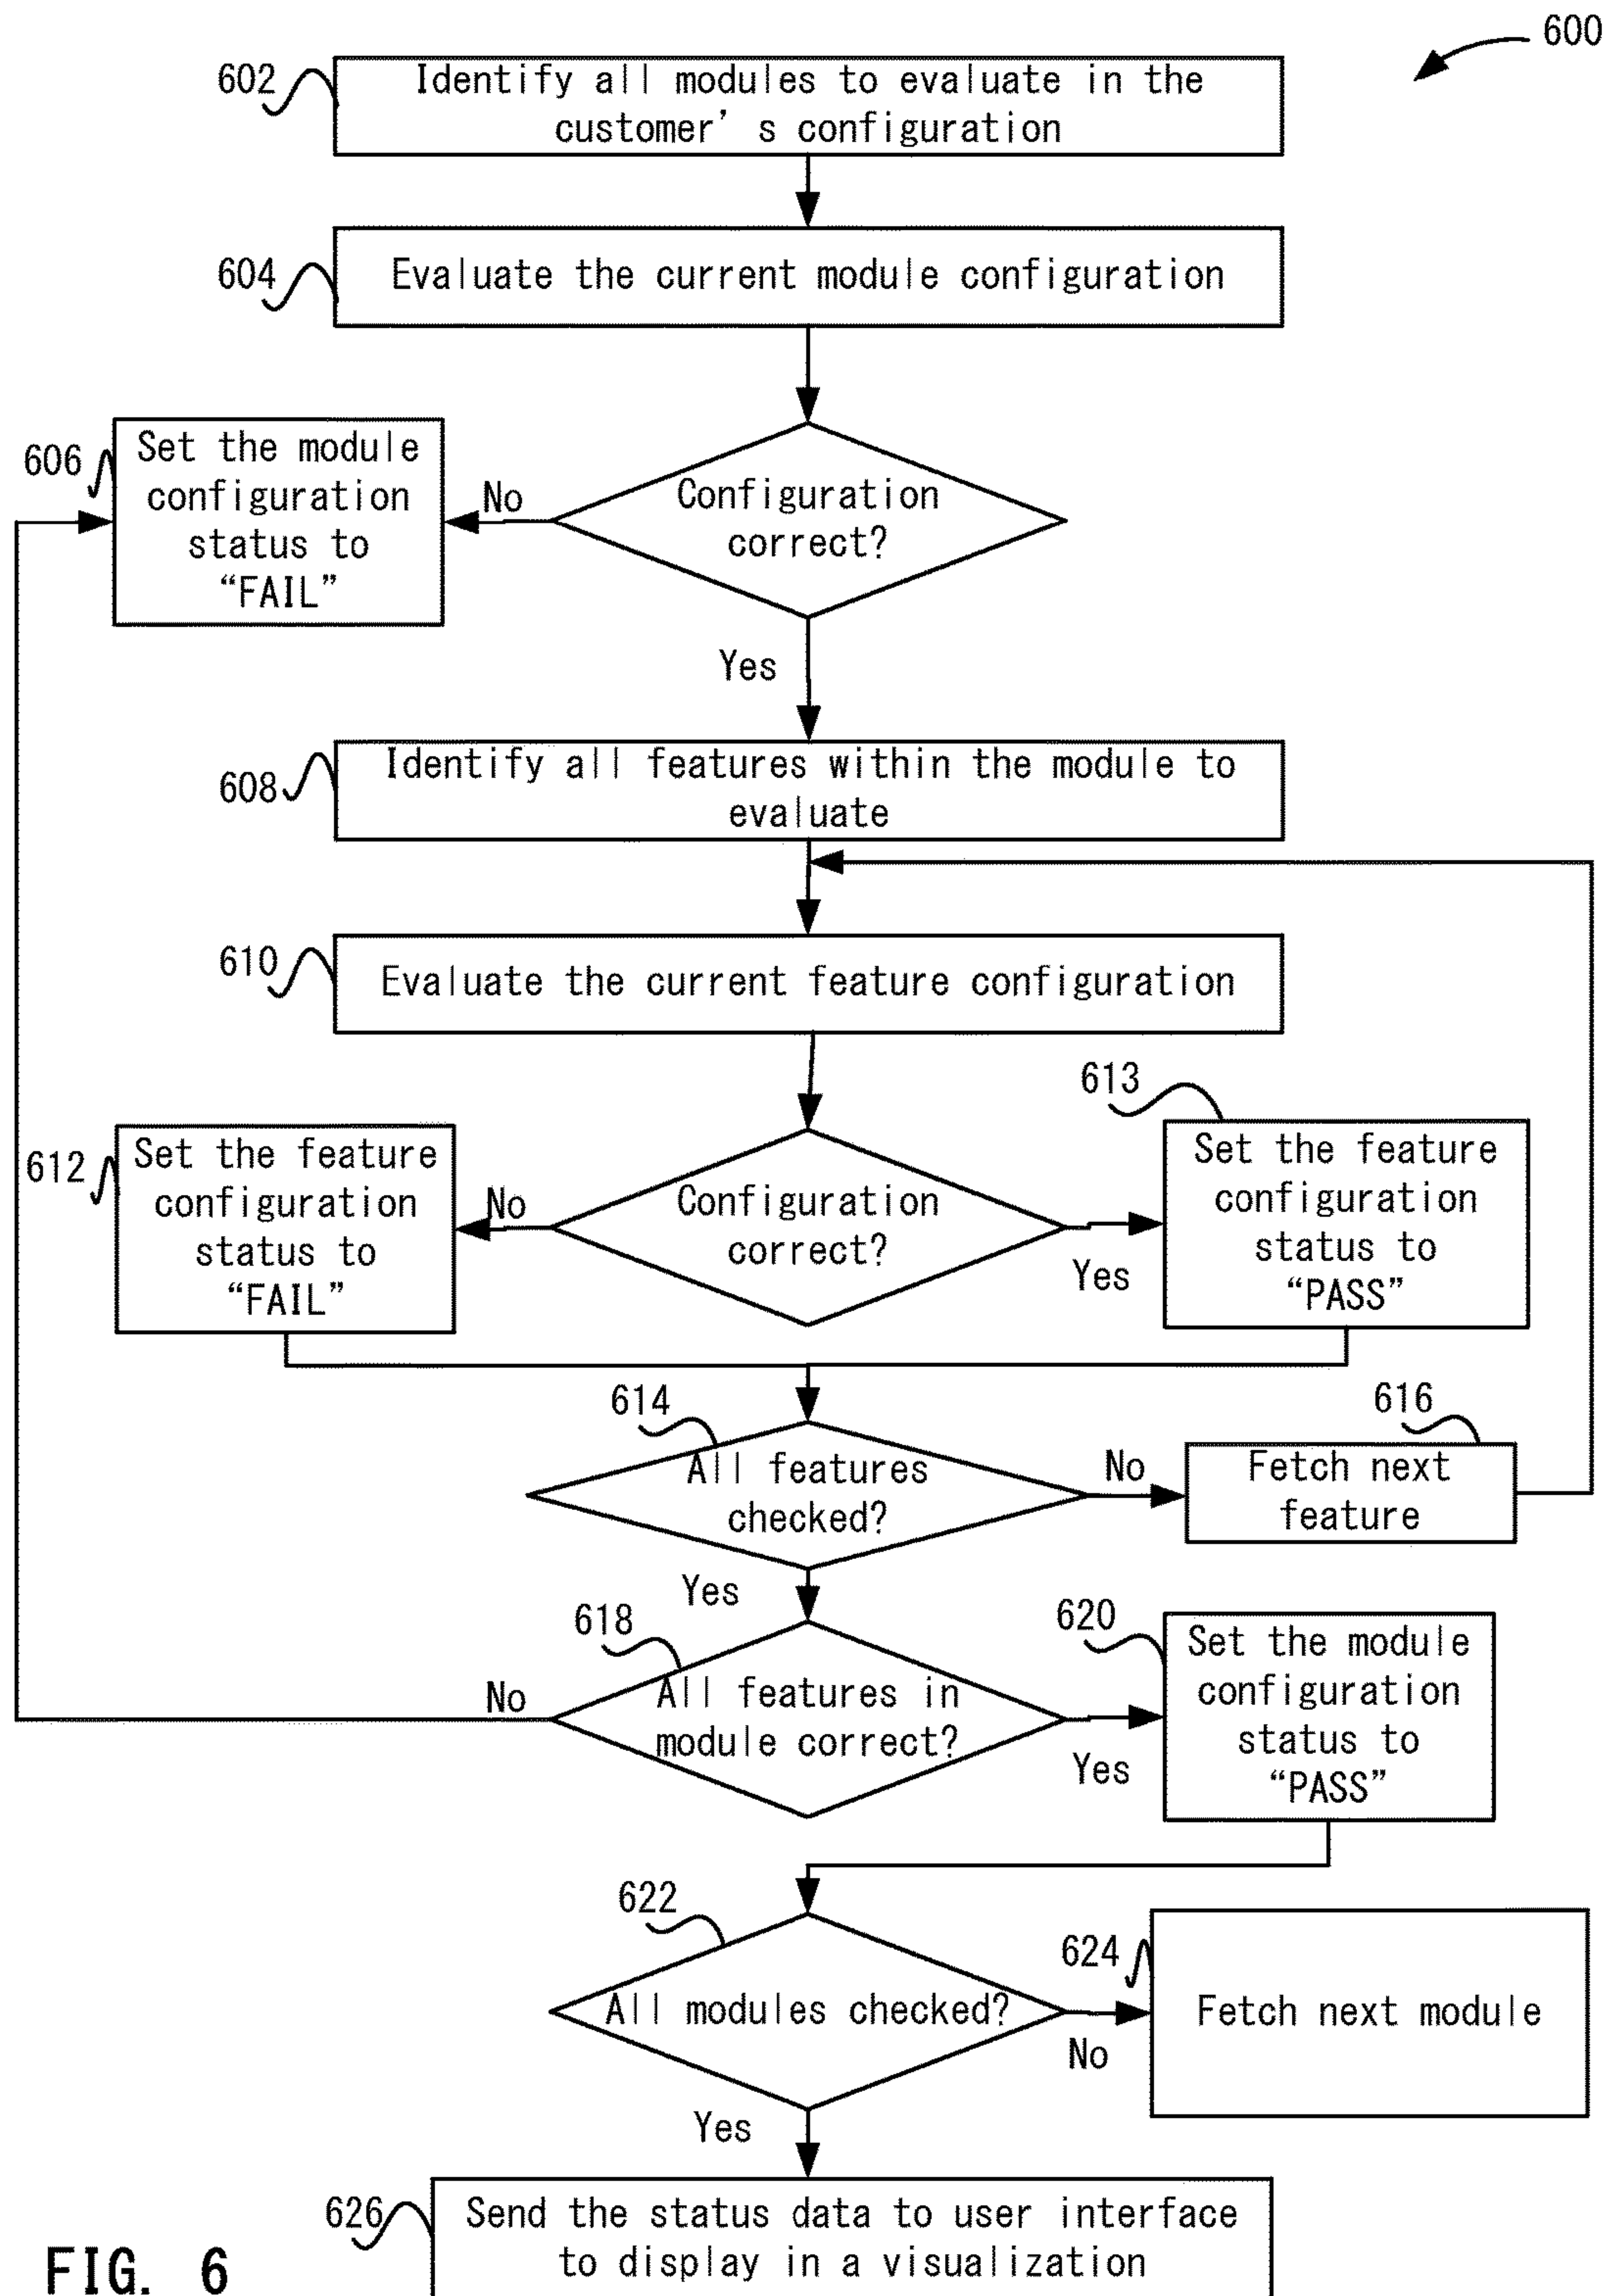 600
602
Identify all modules to evaluate in the
customer' s configuration
604
Evaluate the current module configuration
606
Set the module
configuration
status to
“FAIL”
No
Configuration
correct?
Yes
608
Identify all features within the module to
evaluate
610
Evaluate the current feature configuration
612
Set the feature
configuration
status to
“FAIL”
No
Configuration
correct?
Yes
613
Set the feature
configuration
status to
“PASS”
614
All features
checked?
No
616
Fetch next
feature
Yes
618
All features in
module correct?
No
Yes
620
Set the module
configuration
status to
“PASS”
622
All modules checked?
No
624
Fetch next module
Yes
626
Send the status data to user interface
to display in a visualization
FIG. 6